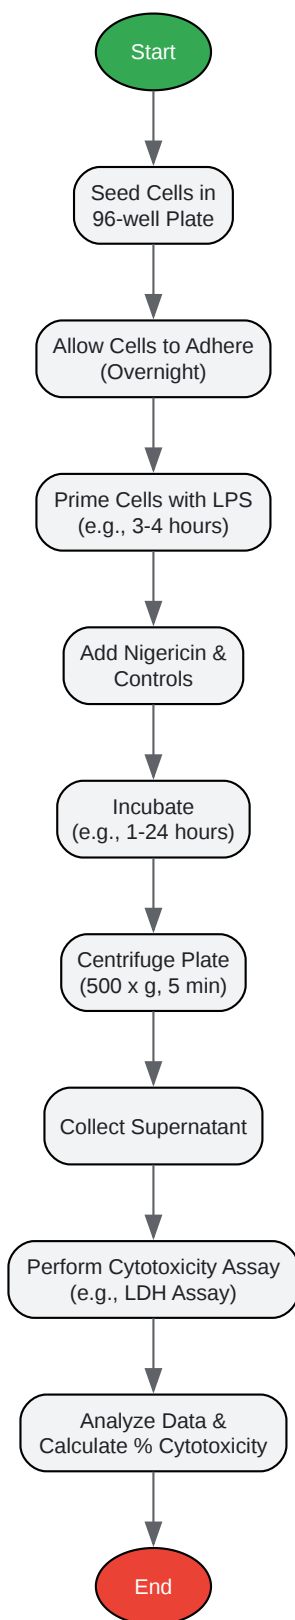 Start
Seed Cells in
96-well Plate
Allow Cells to Adhere
(Overnight)
Prime Cells with LPS
(e.g., 3-4 hours)
Add Nigericin &
Controls
Incubate
(e.g., 1-24 hours)
Centrifuge Plate
(500 x g, 5 min)
Collect Supernatant
Perform Cytotoxicity Assay
(e.g., LDH Assay)
Analyze Data &
Calculate % Cytotoxicity
End